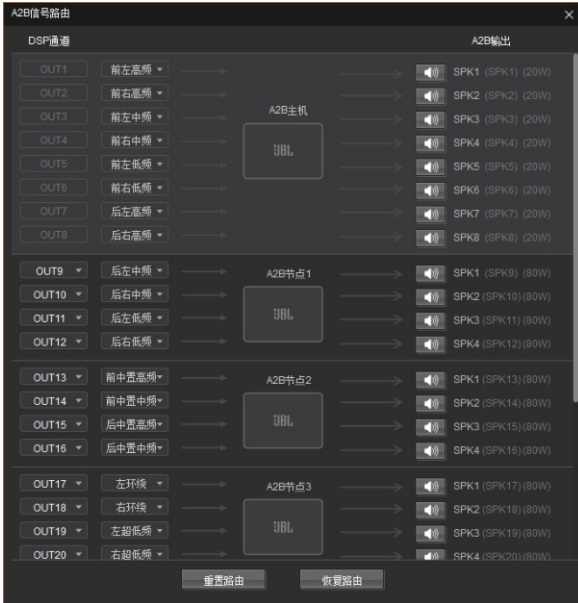 A2B信号路由
DSP通道 A2B输出
OUT1 前左高频 SPK1 (SPK1) (20W)
OUT2 前右高频 SPK2 (SPK2) (20W)
OUT3 前左中频 A2B主机 SPK3 (SPK3) (20W)
OUT4 前右中频 JBL SPK4 (SPK4) (20W)
OUT5 前左低频 SPK5 (SPK5) (20W)
OUT6 前右低频 SPK6 (SPK6) (20W)
OUT7 后左高频 SPK7 (SPK7) (20W)
OUT8 后右高频 SPK8 (SPK8) (20W)
OUT9 后左中频 A2B节点1 SPK1 (SPK9) (80W)
OUT10 后右中频 SPK2 (SPK10) (80W)
OUT11 后左低频 JBL SPK3 (SPK11) (80W)
OUT12 后右低频 SPK4 (SPK12) (80W)
OUT13 前中置高频 A2B节点2 SPK1 (SPK13) (80W)
OUT14 前中置中频 SPK2 (SPK14) (80W)
OUT15 后中置高频 JBL SPK3 (SPK15) (80W)
OUT16 后中置中频 SPK4 (SPK16) (80W)
OUT17 左环绕 A2B节点3 SPK1 (SPK17) (80W)
OUT18 右环绕 SPK2 (SPK18) (80W)
OUT19 左超低频 JBL SPK3 (SPK19) (80W)
OUT20 右超低频 SPK4 (SPK20) (80W)
重置路由 恢复路由